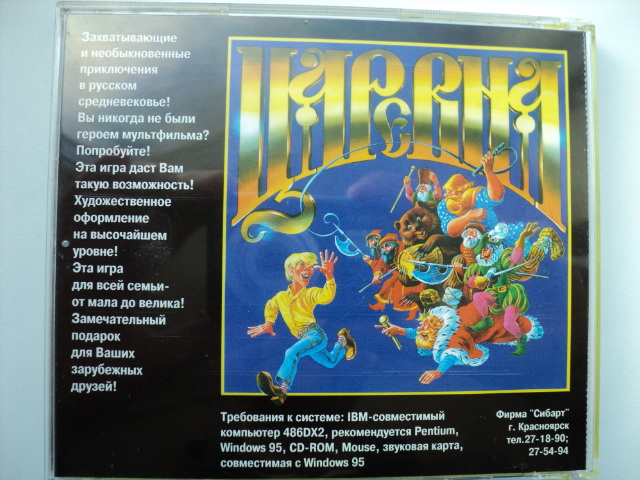 Захватывающие
и необыкновенные
приключения
в русском
средневековье!
Вы никогда не были
героем мультфильма?
Попробуйте!
Эта игра даст Вам
такую возможность!
Художественное
оформление
на высочайшем
уровне!
Эта игра
для всей семьи-
от мала до велика!
Замечательный
подарок
для Ваших
зарубежных
друзей!
ЦАРЕВНА
Требования к системе: IBM-совместимый
компьютер 486DX2, рекомендуется Pentium,
Windows 95, CD-ROM, Mouse, звуковая карта,
совместимая с Windows 95
Фирма "Сибарт"
г. Красноярск
тел.27-18-90;
27-54-94